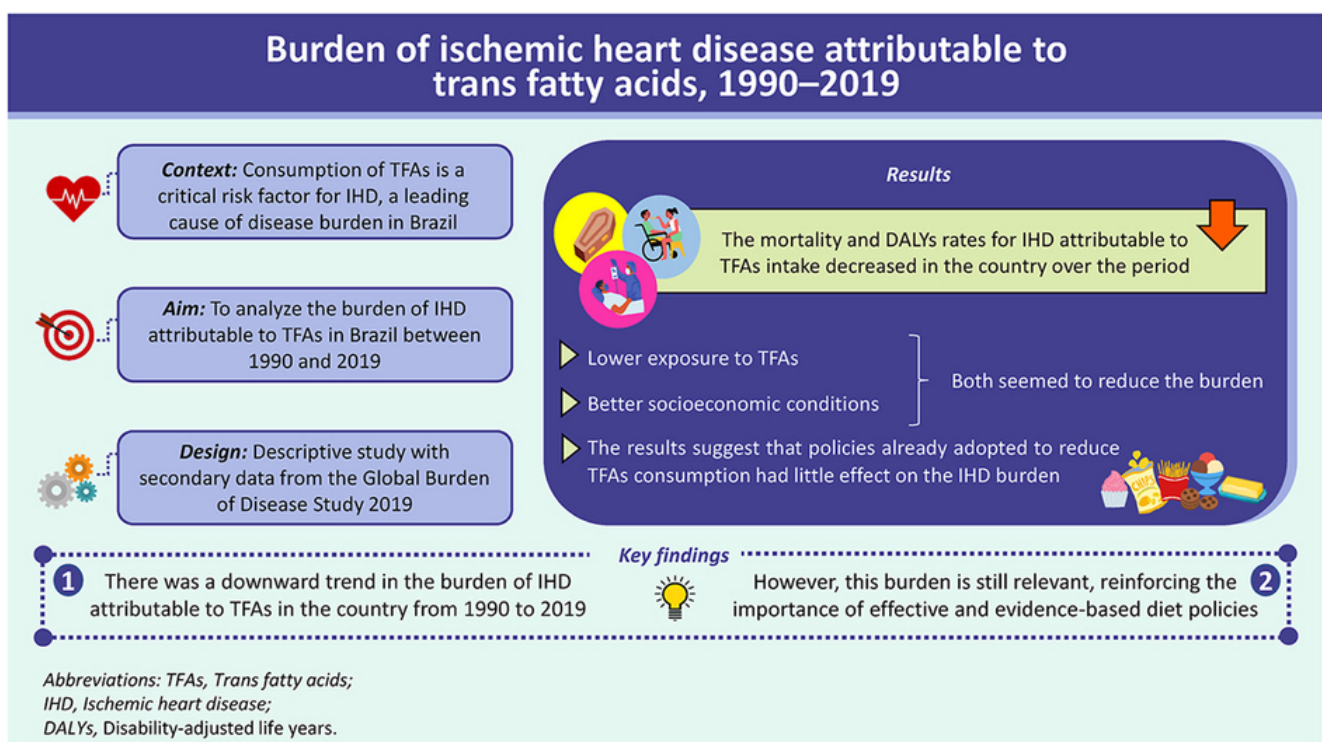 Burden of ischemic heart disease attributable to
trans fatty acids, 1990–2019
Context: Consumption of TFAs is a
critical risk factor for IHD, a leading
cause of disease burden in Brazil
Aim: To analyze the burden of IHD
attributable to TFAs in Brazil between
1990 and 2019
Design: Descriptive study with
secondary data from the Global Burden
of Disease Study 2019
Results
The mortality and DALYs rates for IHD attributable to
TFAs intake decreased in the country over the period
Lower exposure to TFAs
Better socioeconomic conditions
Both seemed to reduce the burden
The results suggest that policies already adopted to reduce
TFAs consumption had little effect on the IHD burden
CHIPS
Key findings
1
There was a downward trend in the burden of IHD
attributable to TFAs in the country from 1990 to 2019
However, this burden is still relevant, reinforcing the
importance of effective and evidence-based diet policies
2
Abbreviations: TFAs, Trans fatty acids;
IHD, Ischemic heart disease;
DALYs, Disability-adjusted life years.